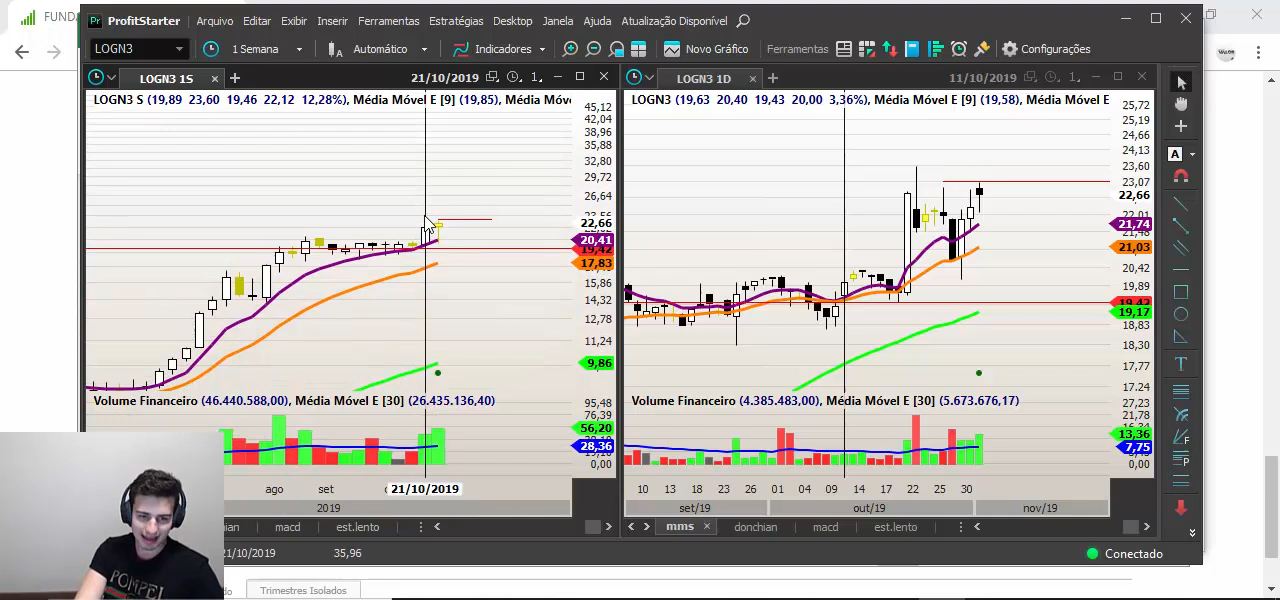 FUND
ProfitStarter Arquivo Editar Exibir Inserir Ferramentas Estratégias Desktop Janela Ajuda Atualização Disponível
LOGN3 1 Semana Automático Indicadores Novo Gráfico Ferramentas Configurações
LOGN3 1S 21/10/2019 1
LOGN3 S (19,89 23,60 19,46 22,12 12,28%), Média Móvel E [9] (19,85), Média Mo
45,12
42,04
38,96
35,88
32,80
29,72
26,64
22,66
20,41
17,83
15,86
14,32
12,78
11,24
9,86
Volume Financeiro (46.440.588,00), Média Móvel E [30] (26.435.136,40)
95,48
76,39
56,20
28,36
0,00
ago set 21/10/2019
2019
macd est.lento
LOGN3 1D 11/10/2019 1
LOGN3 D (19,63 20,40 19,43 20,00 3,36%), Média Móvel E [9] (19,58), Média Móvel E
25,72
25,19
24,66
24,13
23,60
23,07
22,66
22,01
21,74
21,03
20,42
19,89
19,42
19,17
18,83
18,30
17,77
17,24
Volume Financeiro (4.385.483,00), Média Móvel E [30] (5.673.676,17)
27,23
21,78
13,36
7,75
0,00
10 13 18 23 26 01 04 09 14 17 22 25 30
set/19 out/19 nov/19
mms donchian macd est.lento
21/10/2019 35,96 Conectado
POMPEI
Trimestres Isolados